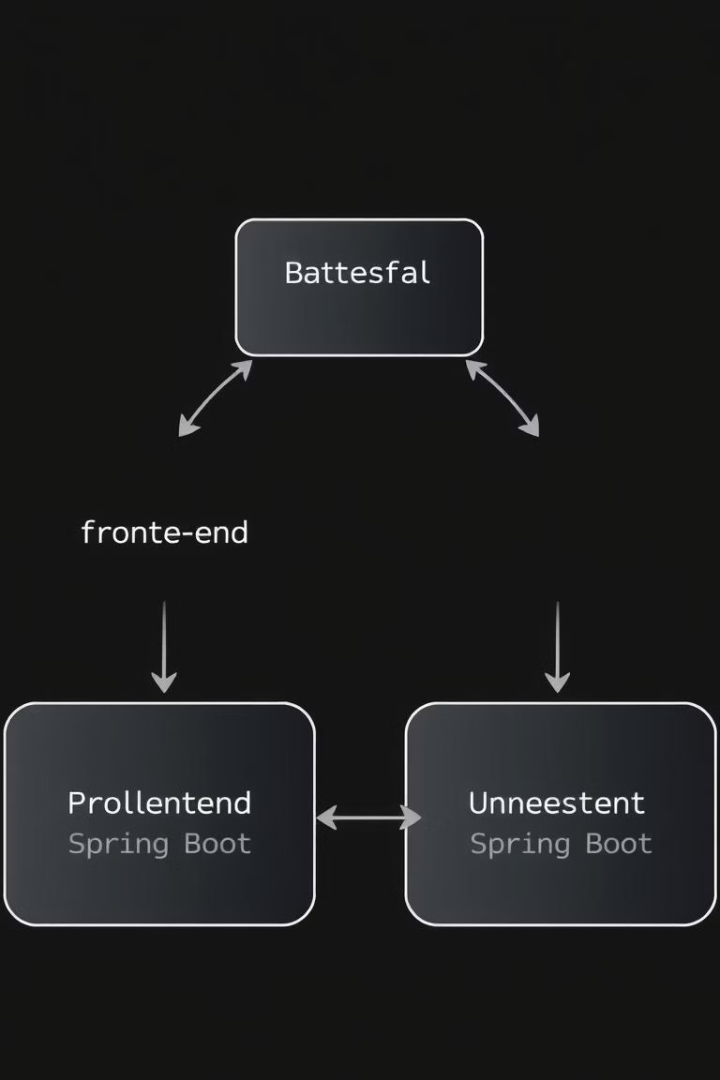 Battesfal
fronte-end
Prollentend
Spring Boot
Unneestent
Spring Boot